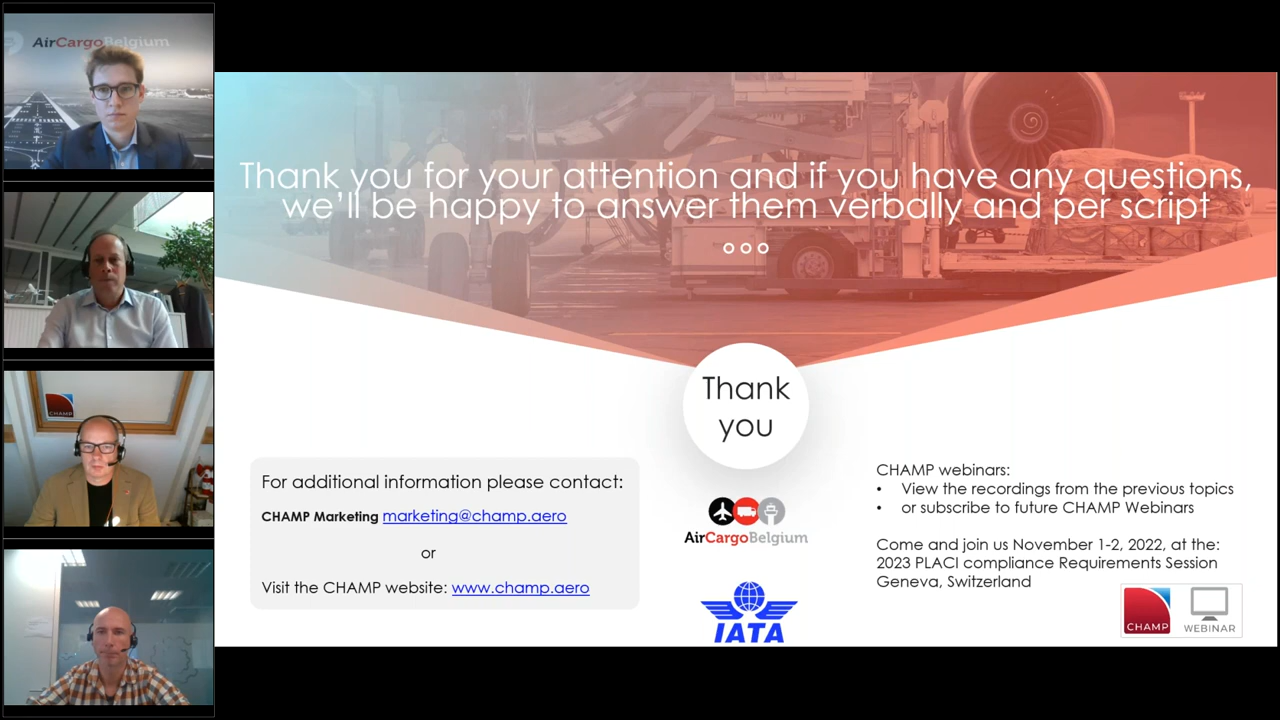 AirCargoBelgium
CHAMP
Thank you for your attention and if you have any questions,
we'll be happy to answer them verbally and per script
Thank
you
For additional information please contact:
CHAMP Marketing marketing@champ.aero
or
Visit the CHAMP website: www.champ.aero
AirCargoBelgium
IATA
CHAMP webinars:
• View the recordings from the previous topics
• or subscribe to future CHAMP Webinars
Come and join us November 1-2, 2022, at the:
2023 PLACI compliance Requirements Session
Geneva, Switzerland
CHAMP
WEBINAR